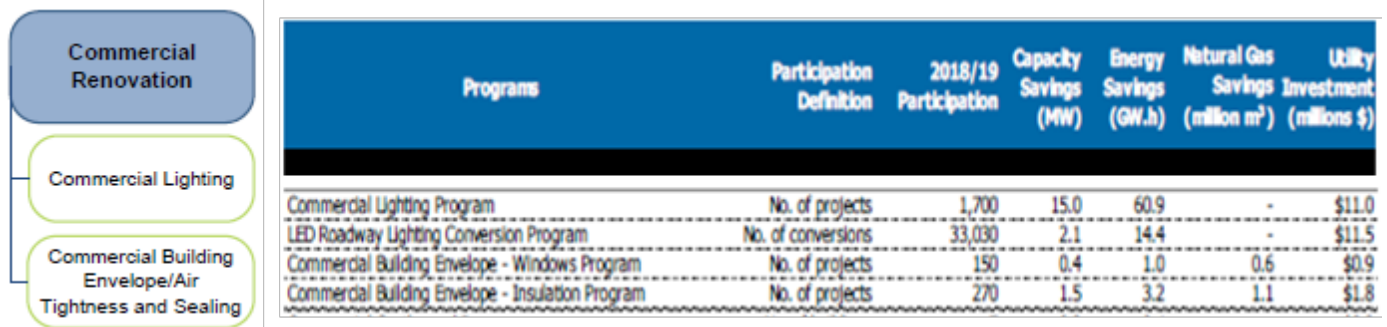 Commercial
Renovation
Commercial Lighting
Commercial Building
Envelope/Air
Tightness and Sealing
Programs Participation Definition 2018/19 Participation Capacity Savings (MW) Energy Savings (GW.h) Natural Gas Savings (million m³) Utility Investment (millions $)
Commercial Lighting Program No. of projects 1,700 15.0 60.9 - $11.0
LED Roadway Lighting Conversion Program No. of conversions 33,030 2.1 14.4 - $11.5
Commercial Building Envelope - Windows Program No. of projects 150 0.4 1.0 0.6 $0.9
Commercial Building Envelope - Insulation Program No. of projects 270 1.5 3.2 1.1 $1.8